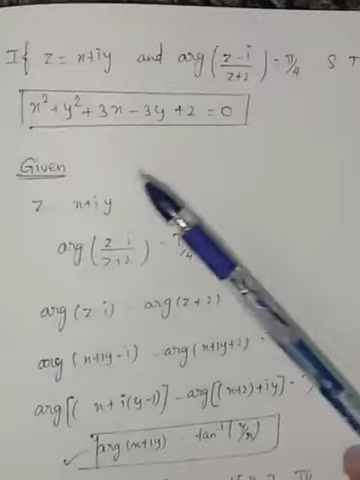 If z = x+iy and arg(z-i/z+2) = π/4 S T
x² + y² + 3x - 3y + 2 = 0
Given
z x+iy
arg(z i/z+2) = π/4
arg(z i) - arg(z+2)
arg(x+iy-i) - arg(x+iy+2)
arg[( x+i(y-1)] - arg[(x+2)+iy] =
arg(x+iy) tan⁻¹(y/x)